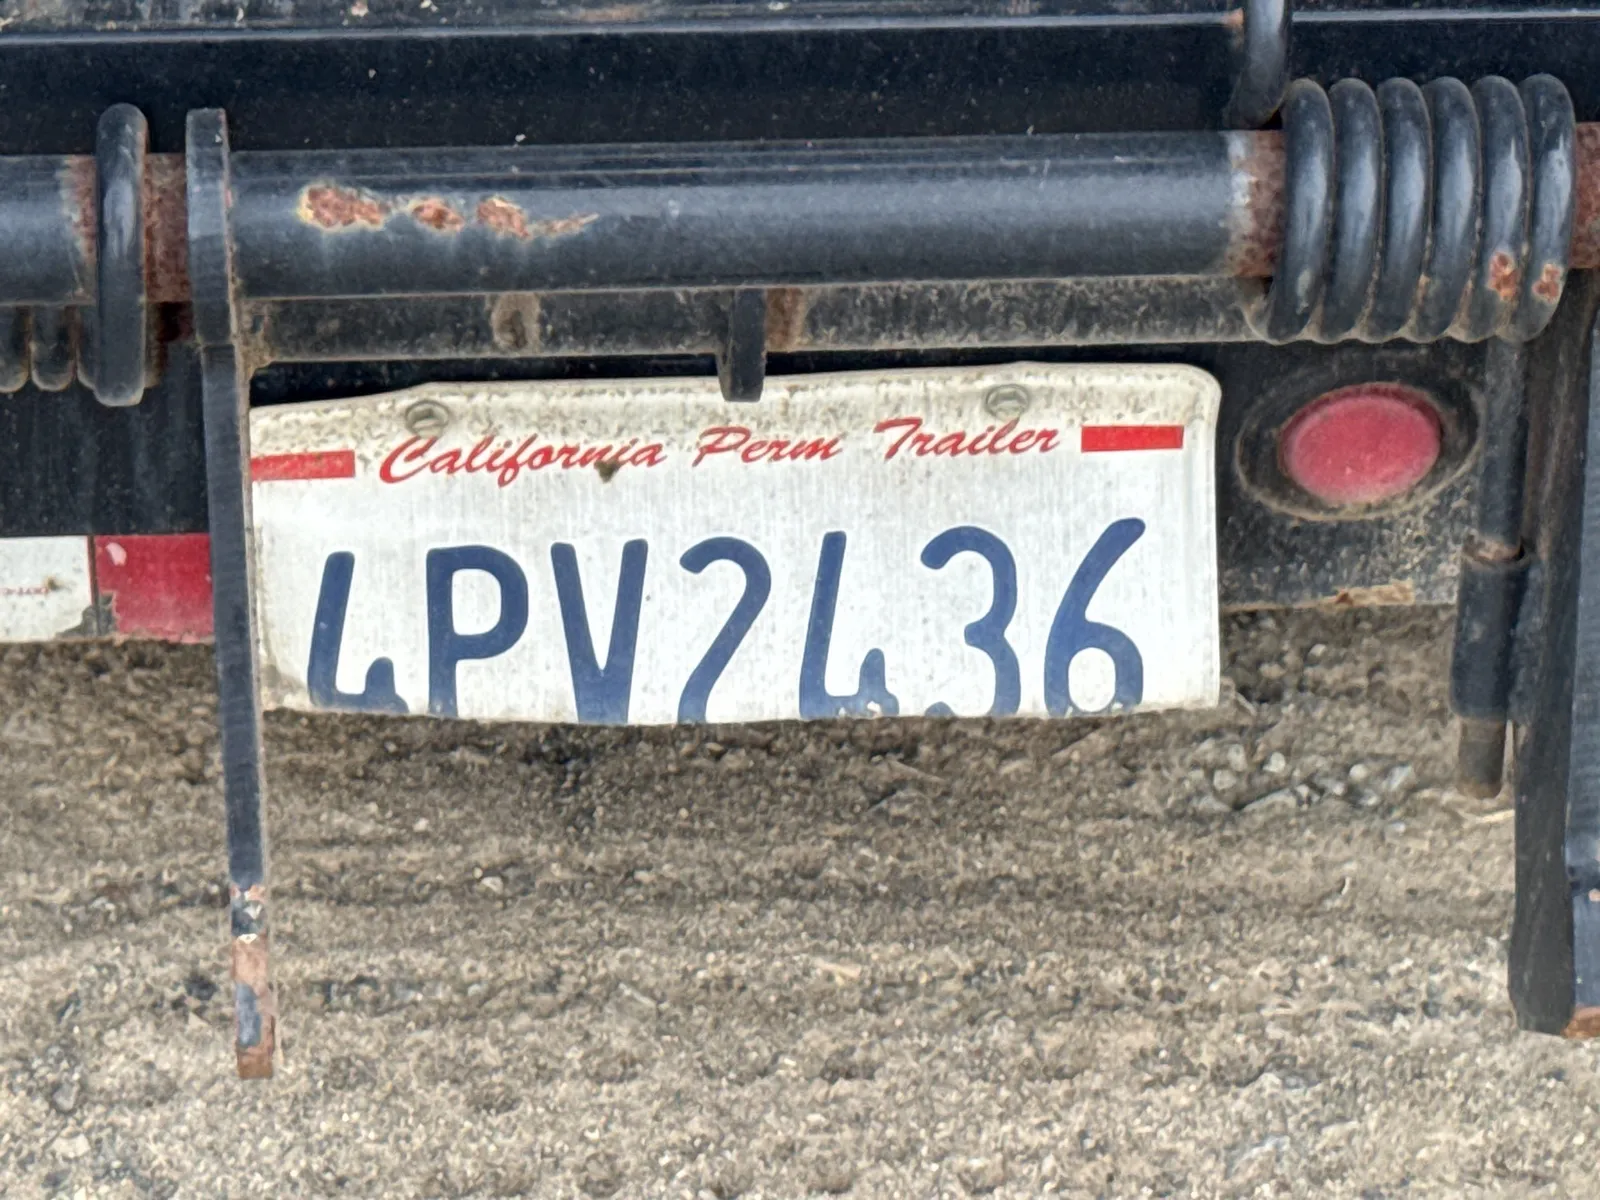 California Perm Trailer
4PV2436